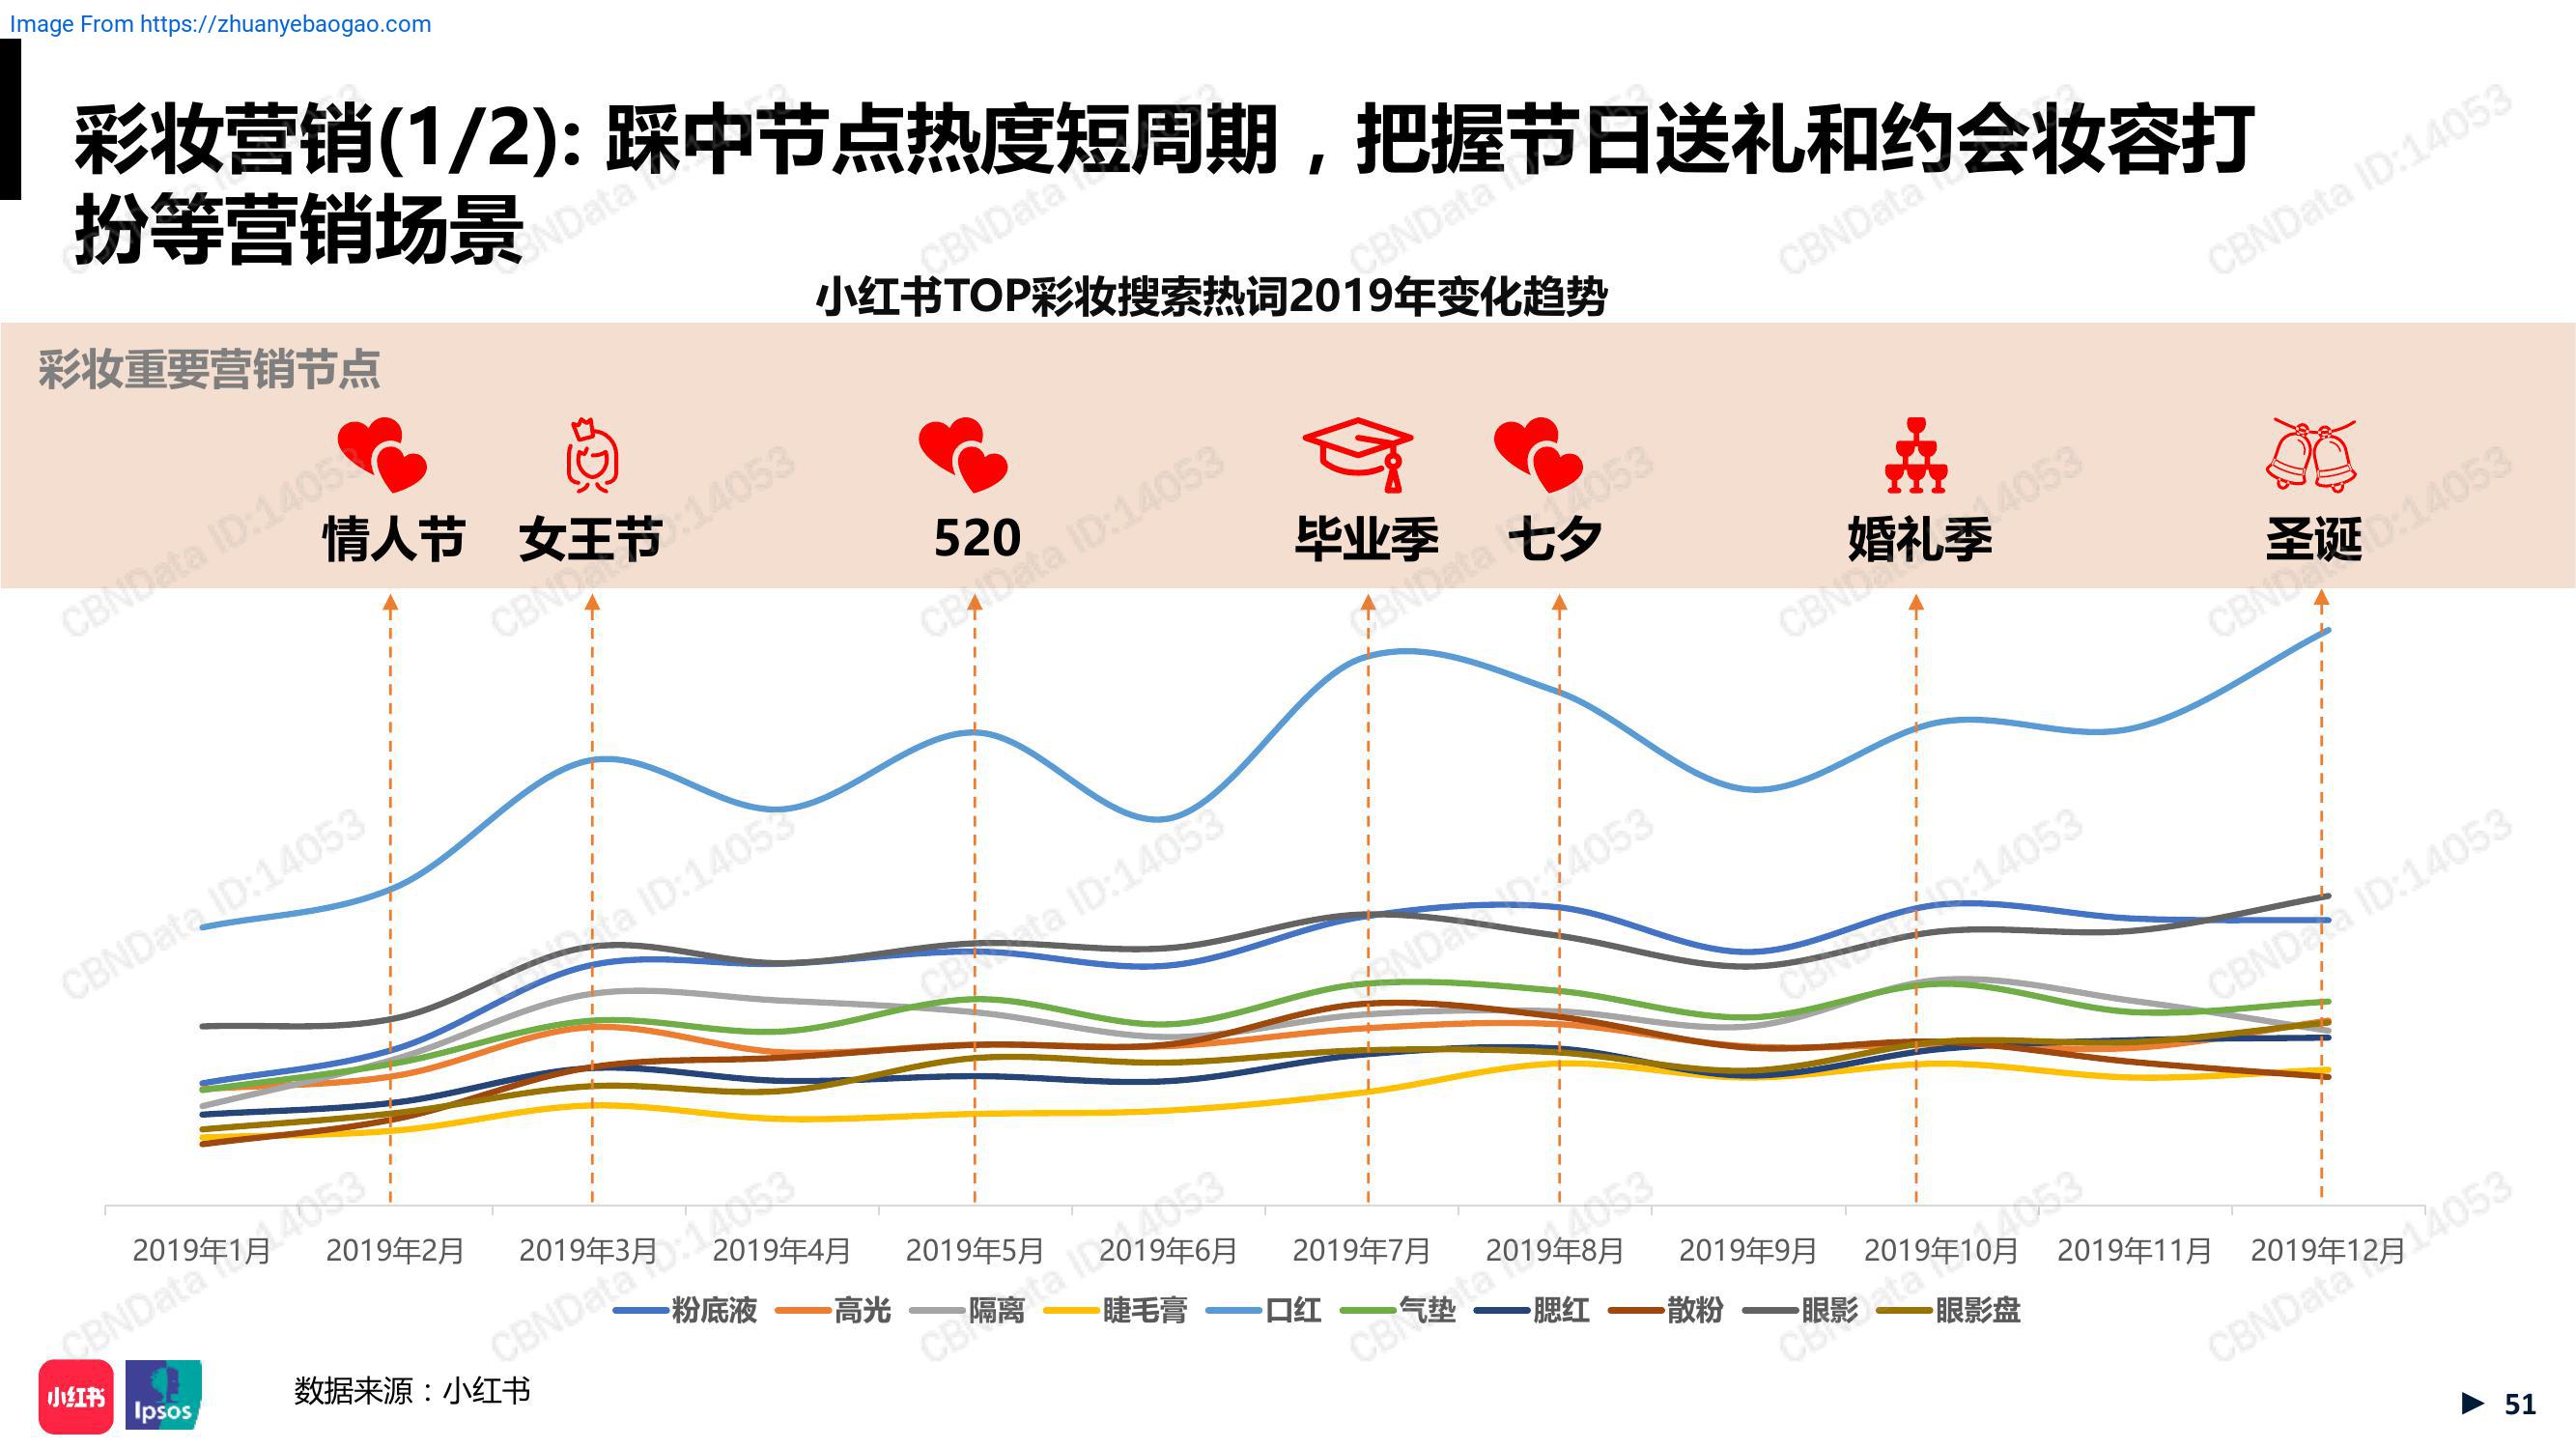 Image From https://zhuanyebaogao.com
彩妆营销(1/2): 踩中节点热度短周期，把握节日送礼和约会妆容打
扮等营销场景
小红书TOP彩妆搜索热词2019年变化趋势
彩妆重要营销节点
情人节 女王节 520 毕业季 七夕 婚礼季 圣诞
2019年1月 2019年2月 2019年3月 2019年4月 2019年5月 2019年6月 2019年7月 2019年8月 2019年9月 2019年10月 2019年11月 2019年12月
粉底液 高光 隔离 睫毛膏 口红 气垫 腮红 散粉 眼影 眼影盘
小红书 Ipsos 数据来源：小红书
51
CBNData ID:14053